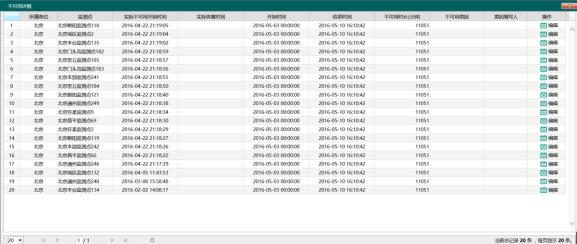 不可用详情
所属单位 监测点 实际不可用开始时间 实际恢复时间 开始时间 结束时间 不可用时长(分钟) 不可用原因 原因填写人 操作
1 北京 北京朝阳监测点118 2016-04-22 21:19:05 2016-05-03 00:00:00 2016-05-10 16:10:42 11051 编辑
2 北京 北京城区监测点2 2016-04-22 21:19:04 2016-05-03 00:00:00 2016-05-10 16:10:42 11051 编辑
3 北京 北京丰台监测点135 2016-04-22 21:19:02 2016-05-03 00:00:00 2016-05-10 16:10:42 11051 编辑
4 北京 北京门头沟监测点182 2016-04-22 21:18:59 2016-05-03 00:00:00 2016-05-10 16:10:42 11051 编辑
5 北京 北京密云监测点185 2016-04-22 21:18:57 2016-05-03 00:00:00 2016-05-10 16:10:42 11051 编辑
6 北京 北京门头沟监测点183 2016-04-22 21:18:56 2016-05-03 00:00:00 2016-05-10 16:10:42 11051 编辑
7 北京 北京本部监测点241 2016-04-22 21:18:55 2016-05-03 00:00:00 2016-05-10 16:10:42 11051 编辑
8 北京 北京密云监测点184 2016-04-22 21:18:50 2016-05-03 00:00:00 2016-05-10 16:10:42 11051 编辑
9 北京 北京朝阳监测点121 2016-04-22 21:18:40 2016-05-03 00:00:00 2016-05-10 16:10:42 11051 编辑
10 北京 北京通州监测点249 2016-04-22 21:18:38 2016-05-03 00:00:00 2016-05-10 16:10:42 11051 编辑
11 北京 北京怀柔监测点9 2016-04-22 21:18:34 2016-05-03 00:00:00 2016-05-10 16:10:42 11051 编辑
12 北京 北京昌平监测点69 2016-04-22 21:18:30 2016-05-03 00:00:00 2016-05-10 16:10:42 11051 编辑
13 北京 北京怀柔监测点3 2016-04-22 21:18:29 2016-05-03 00:00:00 2016-05-10 16:10:42 11051 编辑
14 北京 北京朝阳监测点119 2016-04-22 21:18:27 2016-05-03 00:00:00 2016-05-10 16:10:42 11051 编辑
15 北京 北京本部监测点242 2016-04-22 21:18:26 2016-05-03 00:00:00 2016-05-10 16:10:42 11051 编辑
16 北京 北京昌平监测点66 2016-04-22 21:18:22 2016-05-03 00:00:00 2016-05-10 16:10:42 11051 编辑
17 北京 北京通州监测点246 2016-04-22 21:17:39 2016-05-03 00:00:00 2016-05-10 16:10:42 11051 编辑
18 北京 北京城区监测点132 2016-04-05 11:43:53 2016-05-03 00:00:00 2016-05-10 16:10:42 11051 编辑
19 北京 北京通州监测点248 2016-03-08 15:58:48 2016-05-03 00:00:00 2016-05-10 16:10:42 11051 编辑
20 北京 北京丰台监测点134 2016-02-02 14:08:17 2016-05-03 00:00:00 2016-05-10 16:10:42 11051 编辑
20 1 / 1 当前总记录 20 条，每页显示 20 条.